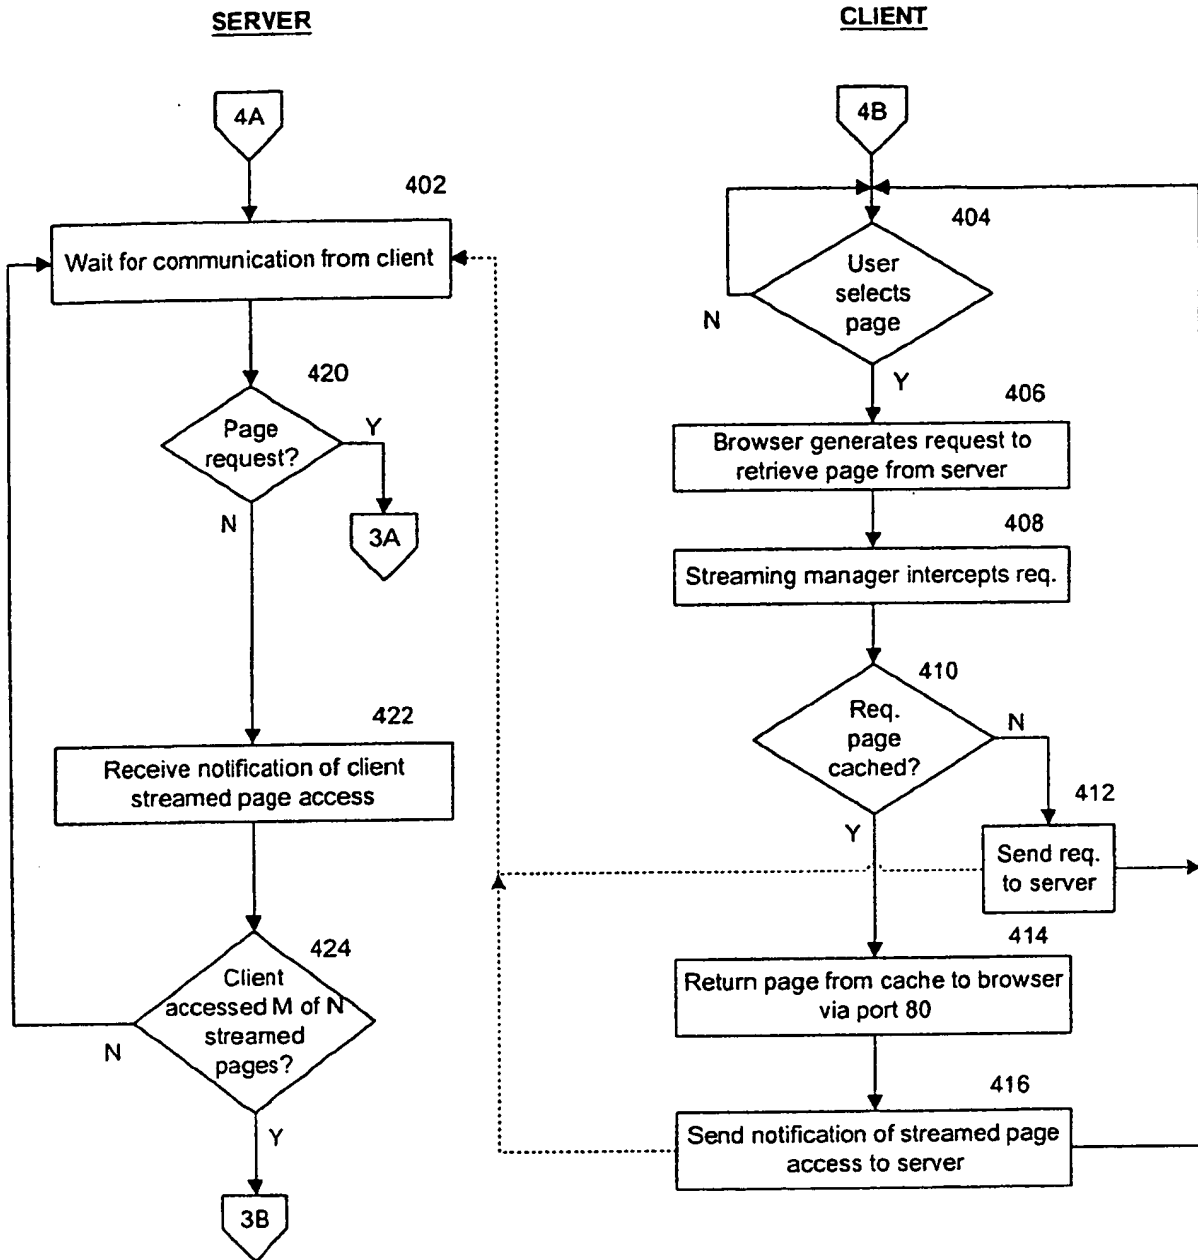 SERVER
4A
402
Wait for communication from client
420
Page
request?
Y
N
3A
422
Receive notification of client
streamed page access
424
Client
accessed M of N
streamed
pages?
N
Y
3B
CLIENT
4B
404
User
selects
page
N
Y
406
Browser generates request to
retrieve page from server
408
Streaming manager intercepts req.
410
Req.
page
cached?
N
Y
412
Send req.
to server
414
Return page from cache to browser
via port 80
416
Send notification of streamed page
access to server